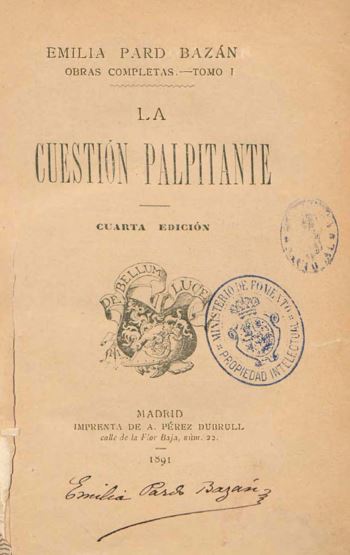 EMILIA PARDO BAZÁN
OBRAS COMPLETAS.—TOMO I
LA
CUESTIÓN PALPITANTE
CUARTA EDICIÓN
DE BELLUM LUCE
MINISTERIO DE FOMENTO
PROPIEDAD INTELECTUAL
MADRID
IMPRENTA DE A. PÉREZ DUBRULL
calle de la Flor Baja, núm. 22.
1891
Emilia Pardo Bazán